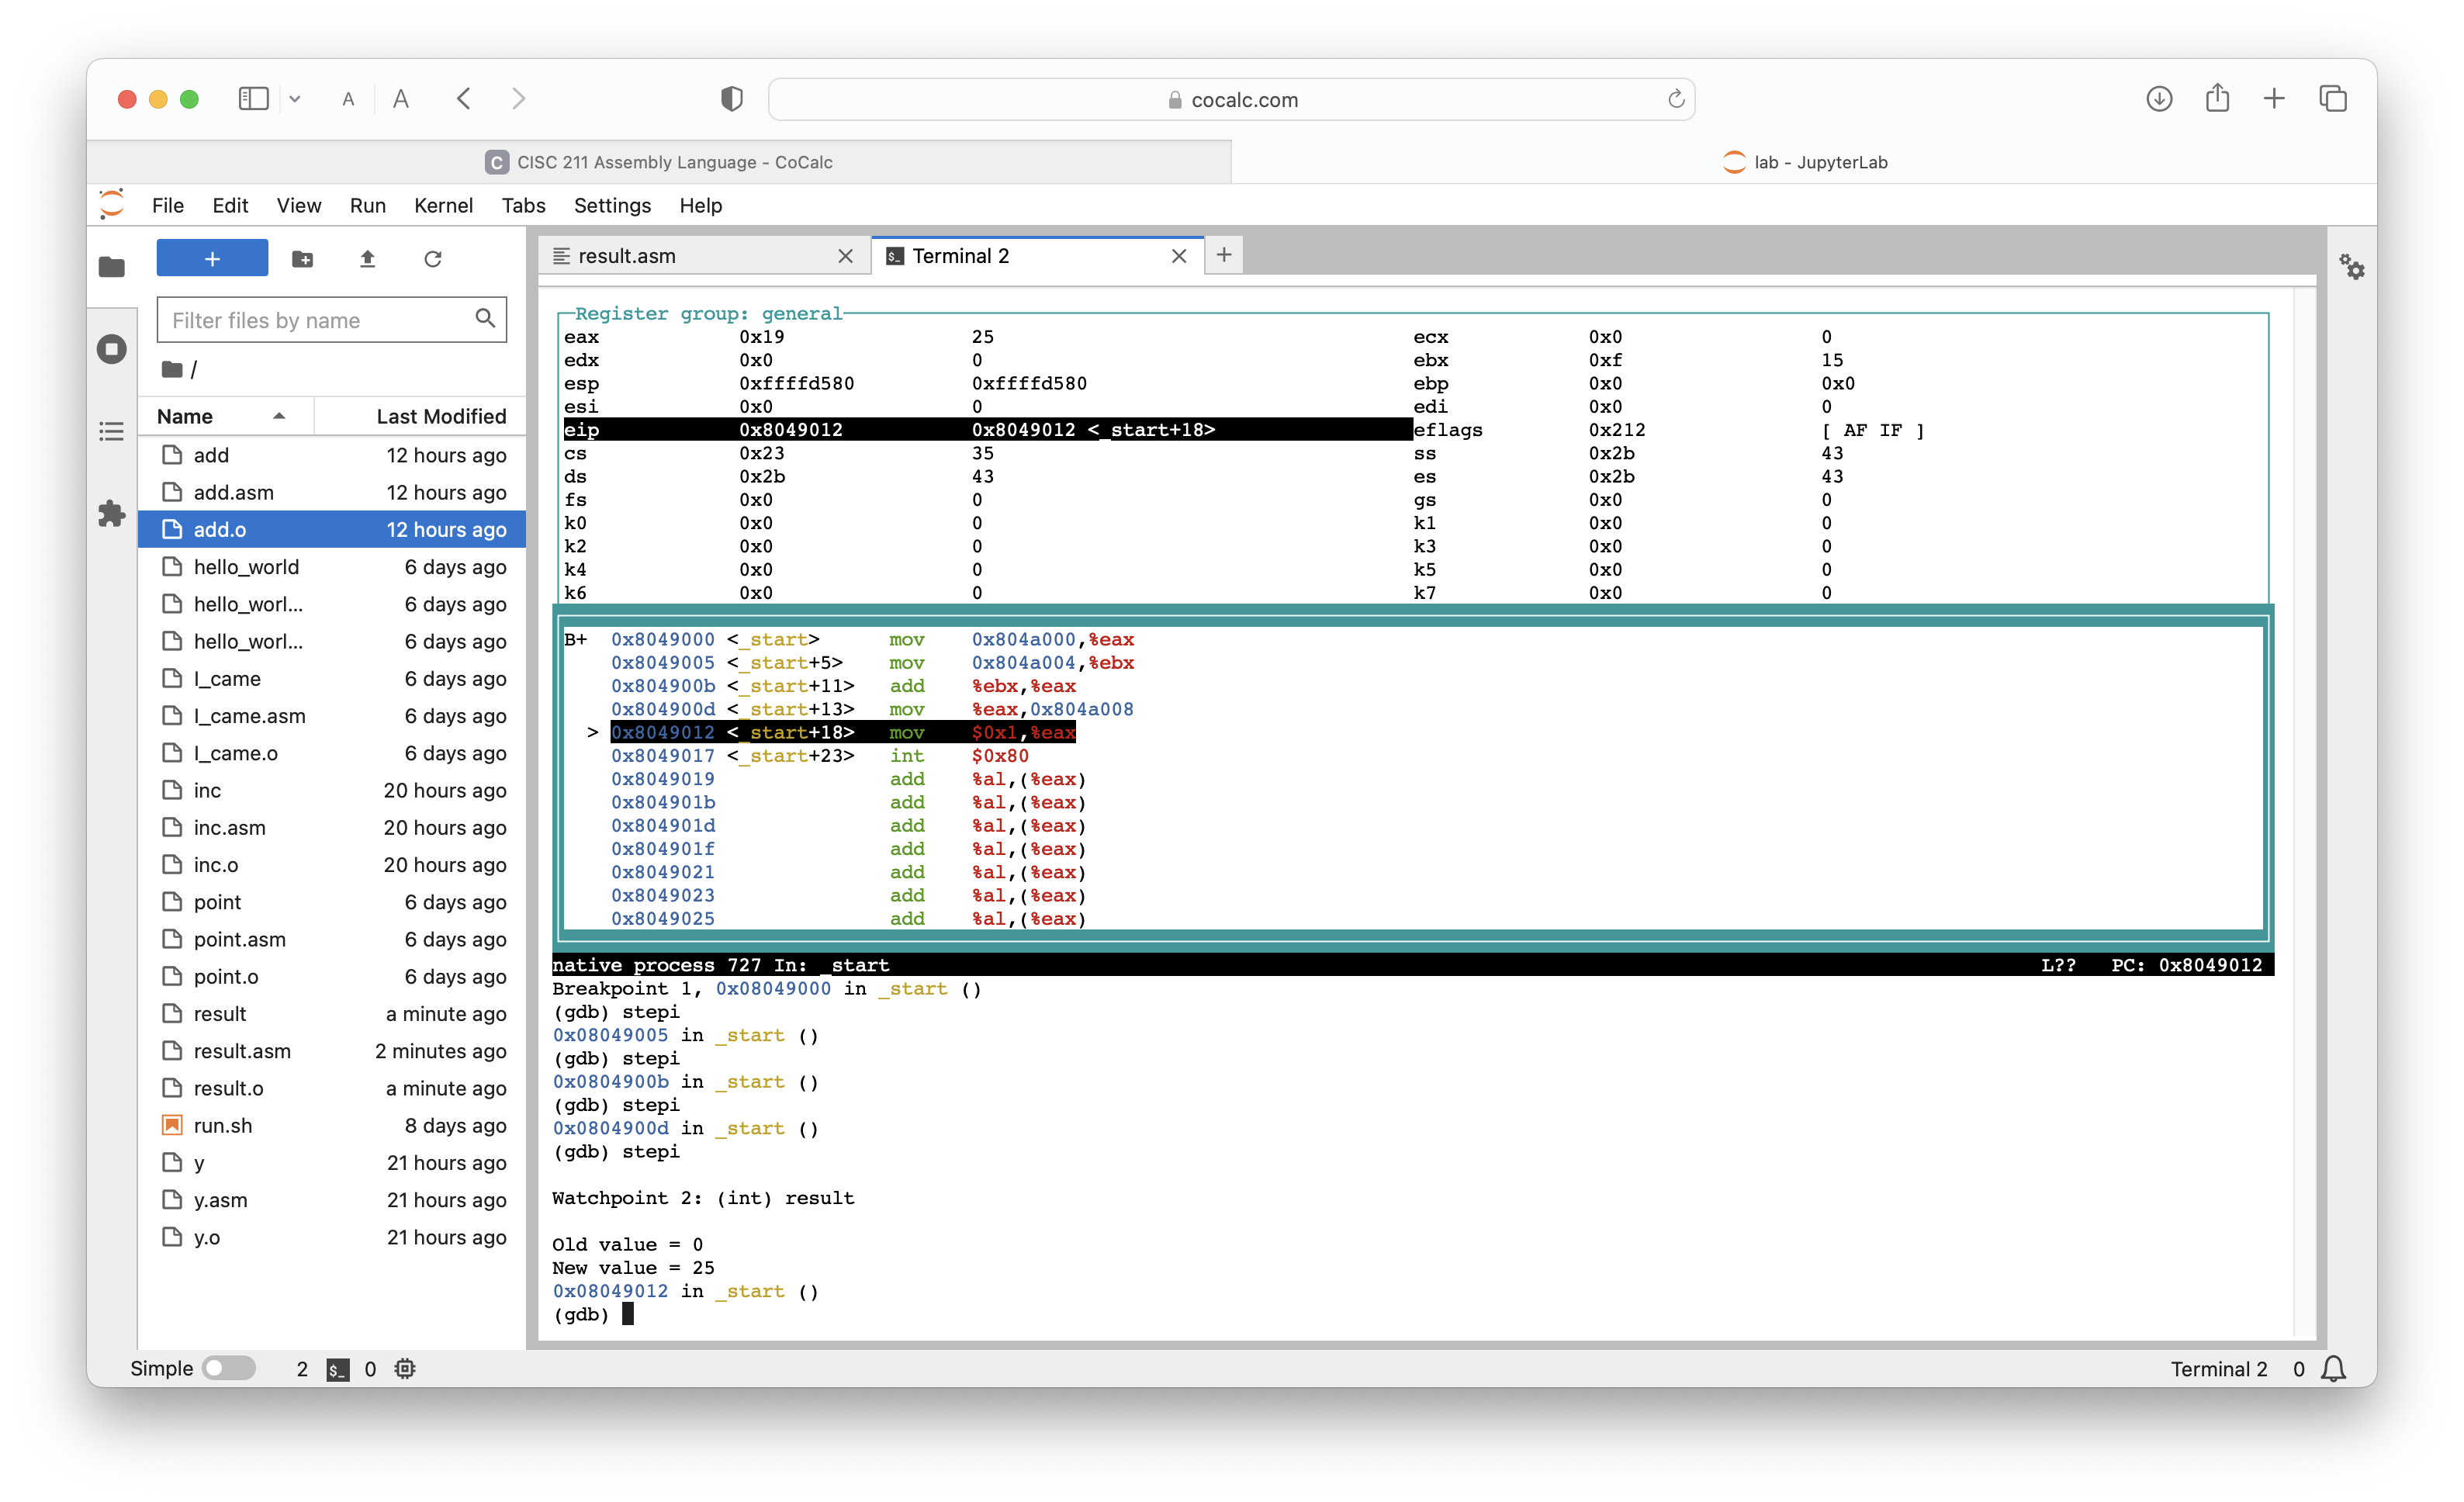 A A cocalc.com
C CISC 211 Assembly Language - CoCalc
lab - JupyterLab
File Edit View Run Kernel Tabs Settings Help
+
Filter files by name
/
Name Last Modified
add 12 hours ago
add.asm 12 hours ago
add.o 12 hours ago
hello_world 6 days ago
hello_worl... 6 days ago
hello_worl... 6 days ago
I_came 6 days ago
I_came.asm 6 days ago
I_came.o 6 days ago
inc 20 hours ago
inc.asm 20 hours ago
inc.o 20 hours ago
point 6 days ago
point.asm 6 days ago
point.o 6 days ago
result a minute ago
result.asm 2 minutes ago
result.o a minute ago
run.sh 8 days ago
y 21 hours ago
y.asm 21 hours ago
y.o 21 hours ago
result.asm
$_ Terminal 2
Register group: general
eax 0x19 25 ecx 0x0 0
edx 0x0 0 ebx 0xf 15
esp 0xffffd580 0xffffd580 ebp 0x0 0x0
esi 0x0 0 edi 0x0 0
eip 0x8049012 0x8049012 <_start+18> eflags 0x212 [ AF IF ]
cs 0x23 35 ss 0x2b 43
ds 0x2b 43 es 0x2b 43
fs 0x0 0 gs 0x0 0
k0 0x0 0 k1 0x0 0
k2 0x0 0 k3 0x0 0
k4 0x0 0 k5 0x0 0
k6 0x0 0 k7 0x0 0
B+ 0x8049000 <_start> mov 0x804a000,%eax
0x8049005 <_start+5> mov 0x804a004,%ebx
0x804900b <_start+11> add %ebx,%eax
0x804900d <_start+13> mov %eax,0x804a008
> 0x8049012 <_start+18> mov $0x1,%eax
0x8049017 <_start+23> int $0x80
0x8049019 add %al,(%eax)
0x804901b add %al,(%eax)
0x804901d add %al,(%eax)
0x804901f add %al,(%eax)
0x8049021 add %al,(%eax)
0x8049023 add %al,(%eax)
0x8049025 add %al,(%eax)
native process 727 In: _start L?? PC: 0x8049012
Breakpoint 1, 0x08049000 in _start ()
(gdb) stepi
0x08049005 in _start ()
(gdb) stepi
0x0804900b in _start ()
(gdb) stepi
0x0804900d in _start ()
(gdb) stepi
Watchpoint 2: (int) result
Old value = 0
New value = 25
0x08049012 in _start ()
(gdb)
Simple 2 $_ 0
Terminal 2 0